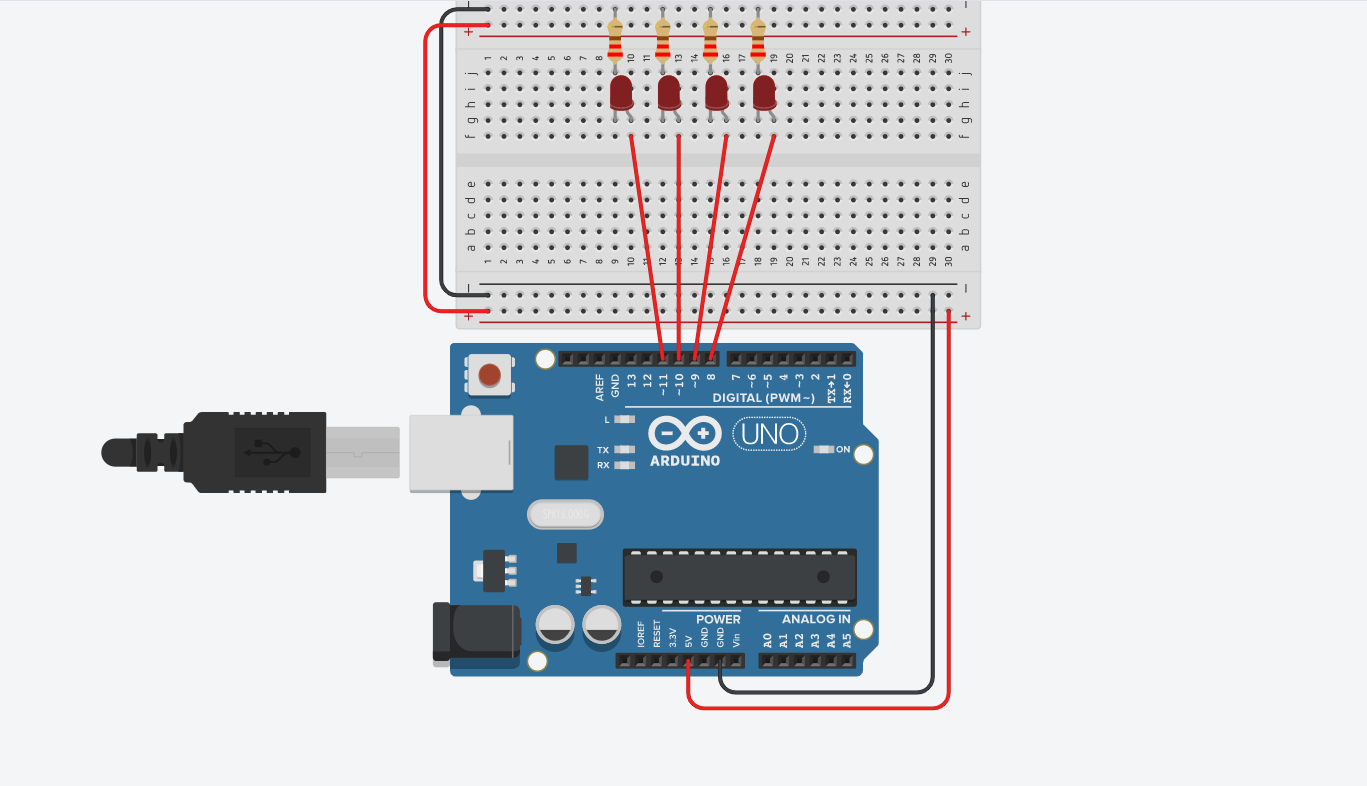 − −
+ +
1 2 3 4 5 6 7 8 9 10 11 12 13 14 15 16 17 18 19 20 21 22 23 24 25 26 27 28 29 30
j j
i i
h h
g g
f f
e e
d d
c c
b b
a a
1 2 3 4 5 6 7 8 9 10 11 12 13 14 15 16 17 18 19 20 21 22 23 24 25 26 27 28 29 30
− −
+ +
AREF GND 13 12 ~11 ~10 ~9 8 7 ~6 ~5 4 ~3 2 TX→1 RX←0
DIGITAL (PWM~)
L
UNO
TX
RX
ON
ARDUINO
POWER ANALOG IN
IOREF RESET 3.3V 5V GND GND Vin A0 A1 A2 A3 A4 A5